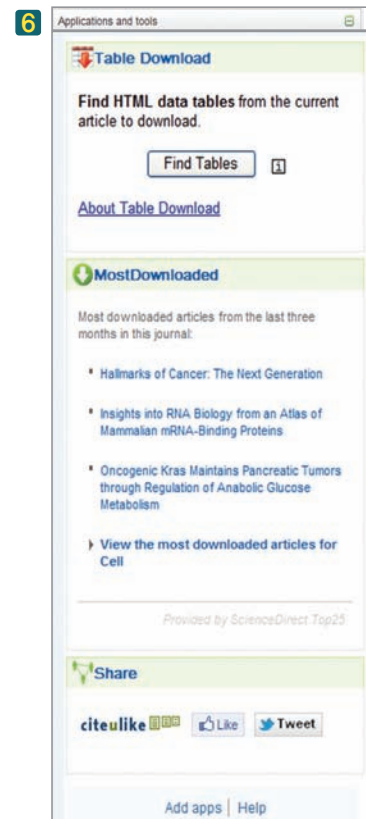 6
Applications and tools
Table Download
Find HTML data tables from the current
article to download.
Find Tables
i
About Table Download
MostDownloaded
Most downloaded articles from the last three
months in this journal:
Hallmarks of Cancer: The Next Generation
Insights into RNA Biology from an Atlas of
Mammalian mRNA-Binding Proteins
Oncogenic Kras Maintains Pancreatic Tumors
through Regulation of Anabolic Glucose
Metabolism
View the most downloaded articles for
Cell
Provided by ScienceDirect Top25
Share
citeulike Like Tweet
Add apps | Help